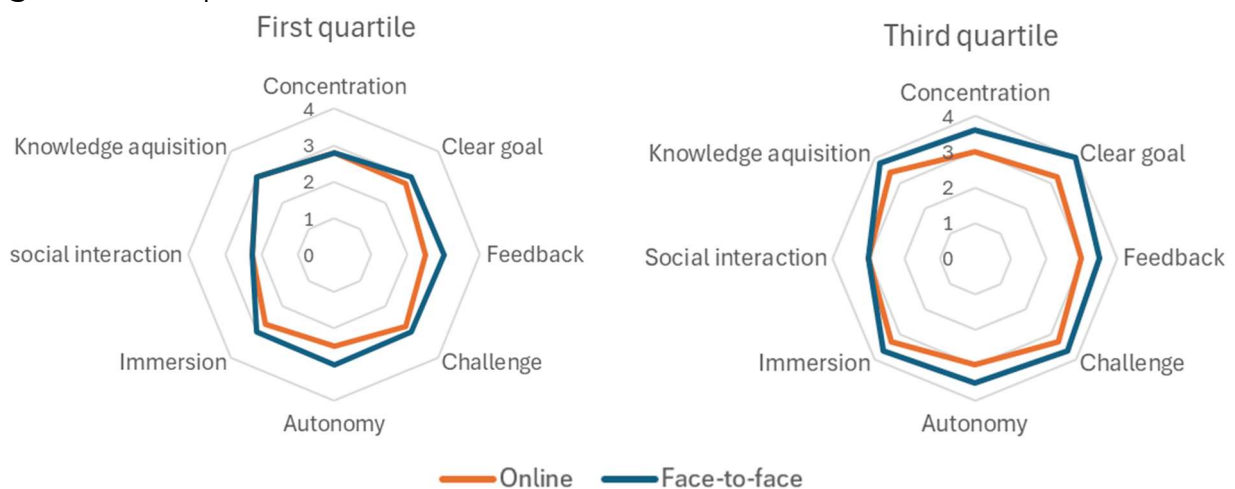 First quartile
Concentration
4
3
2
1
0
Knowledge aquisition
Clear goal
social interaction
Feedback
Immersion
Challenge
Autonomy
Third quartile
Concentration
4
3
2
1
0
Knowledge aquisition
Clear goal
Social interaction
Feedback
Immersion
Challenge
Autonomy
Online
Face-to-face